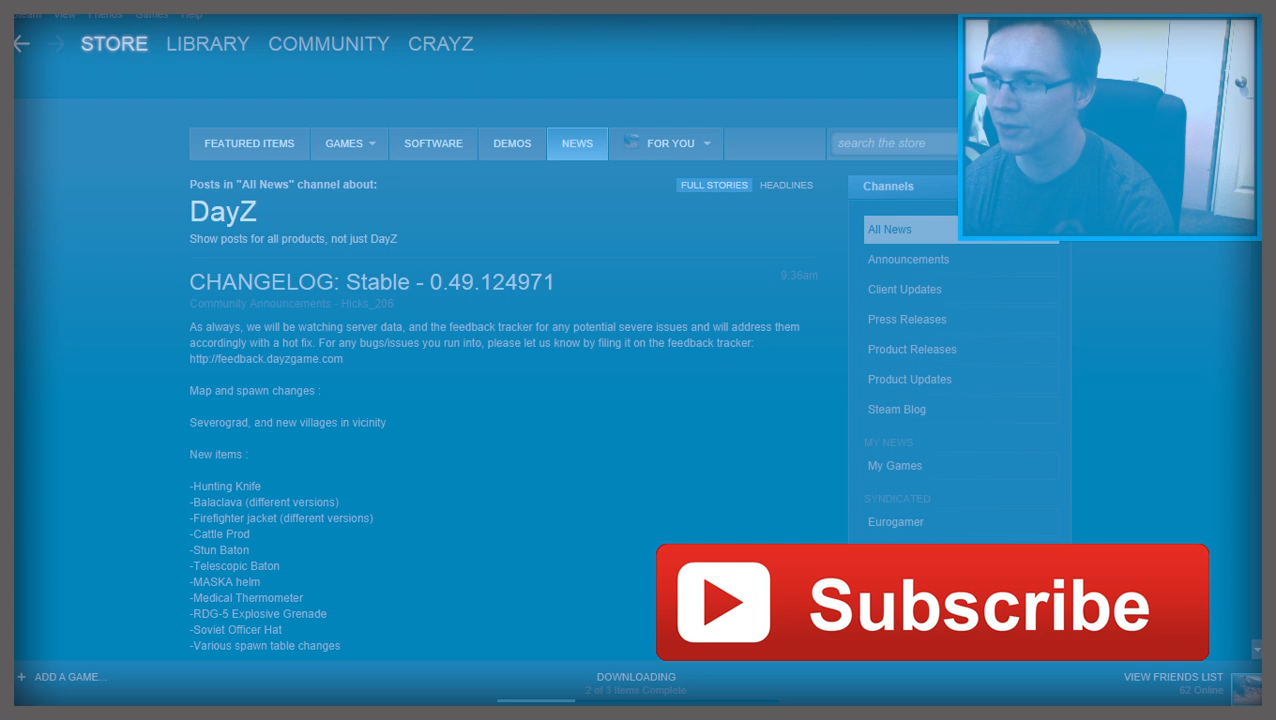 Steam View Friends Games Help
STORE LIBRARY COMMUNITY CRAYZ
FEATURED ITEMS GAMES SOFTWARE DEMOS NEWS FOR YOU search the store
Posts in "All News" channel about:
FULL STORIES HEADLINES
DayZ
Show posts for all products, not just DayZ
CHANGELOG: Stable - 0.49.124971
9:36am
Community Announcements - Hicks_206
As always, we will be watching server data, and the feedback tracker for any potential severe issues and will address them
accordingly with a hot fix. For any bugs/issues you run into, please let us know by filing it on the feedback tracker:
http://feedback.dayzgame.com
Map and spawn changes :
Severograd, and new villages in vicinity
New items :
-Hunting Knife
-Balaclava (different versions)
-Firefighter jacket (different versions)
-Cattle Prod
-Stun Baton
-Telescopic Baton
-MASKA helm
-Medical Thermometer
-RDG-5 Explosive Grenade
-Soviet Officer Hat
-Various spawn table changes
Channels
All News
Announcements
Client Updates
Press Releases
Product Releases
Product Updates
Steam Blog
MY NEWS
My Games
SYNDICATED
Eurogamer
Subscribe
+ ADD A GAME...
DOWNLOADING
2 of 3 Items Complete
VIEW FRIENDS LIST
62 Online